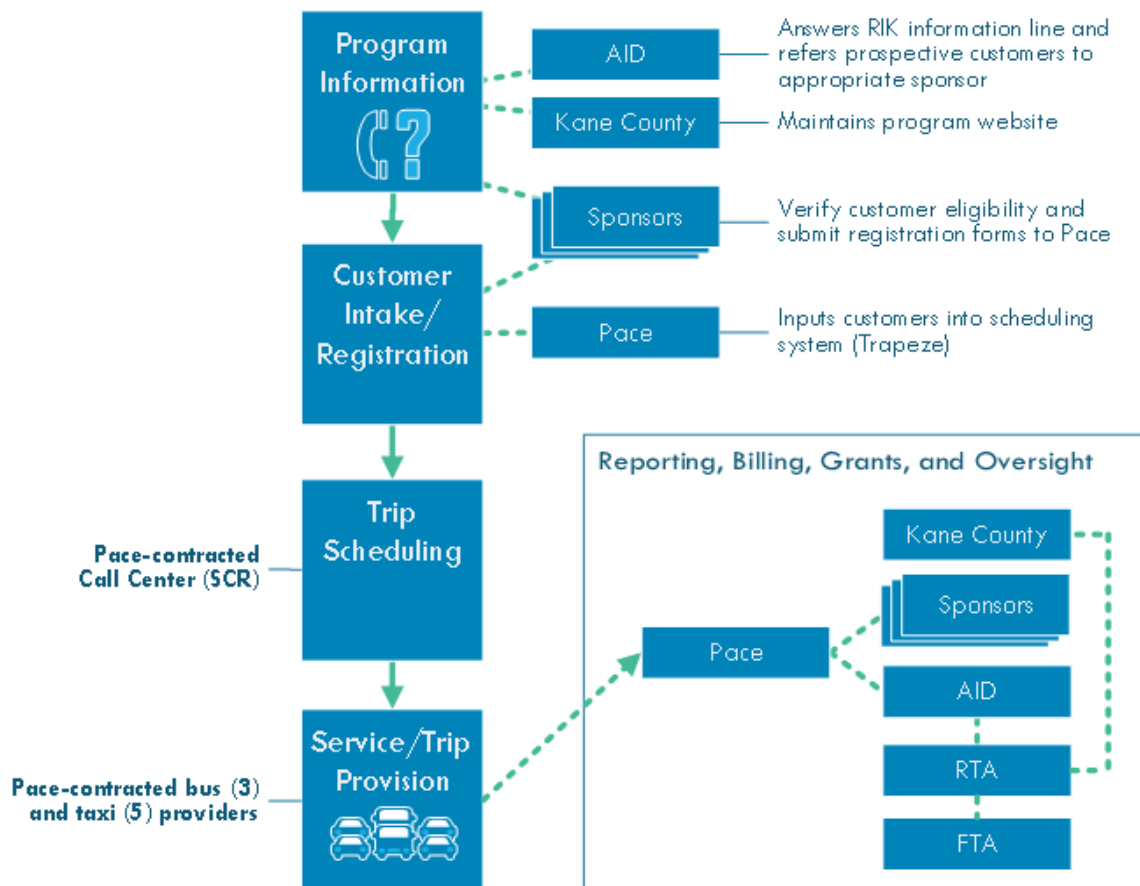 Program
Information
AID
Answers RIK information line and
refers prospective customers to
appropriate sponsor
Kane County
Maintains program website
Sponsors
Verify customer eligibility and
submit registration forms to Pace
Customer
Intake/
Registration
Pace
Inputs customers into scheduling
system (Trapeze)
Trip
Scheduling
Pace-contracted
Call Center (SCR)
Service/Trip
Provision
Pace-contracted bus (3)
and taxi (5) providers
Reporting, Billing, Grants, and Oversight
Kane County
Sponsors
Pace
AID
RTA
FTA